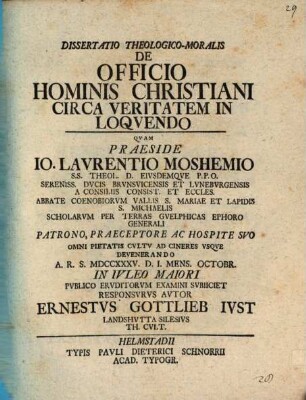 29
DISSERTATIO THEOLOGICO-MORALIS
DE
OFFICIO
HOMINIS CHRISTIANI
CIRCA VERITATEM IN
LOQVENDO
QVAM
PRAESIDE
IO. LAVRENTIO MOSHEMIO
S.S. THEOL. D. EIVSDEMQVE P.P.O.
SERENISS. DVCIS BRVNSVICENSIS ET LVNEBVRGENSIS
A CONSILIIS CONSIST. ET ECCLES.
ABBATE COENOBIORVM VALLIS S. MARIAE ET LAPIDIS
S. MICHAELIS
SCHOLARVM PER TERRAS GVELPHICAS EPHORO
GENERALI
PATRONO, PRAECEPTORE AC HOSPITE SVO
OMNI PIETATIS CVLTV AD CINERES VSQVE
DEVENERANDO
A. R. S. MDCCXXXV. D. I. MENS. OCTOBR.
IN IVLEO MAIORI
PVBLICO ERVDITORVM EXAMINI SVBIICIET
RESPONSVRVS AVTOR
ERNESTVS GOTTLIEB IVST
LANDSHVTTA SILESIVS
TH. CVLT.
HELMSTADII
TYPIS PAVLI DIETERICI SCHNORRII
ACAD. TYPOGR.